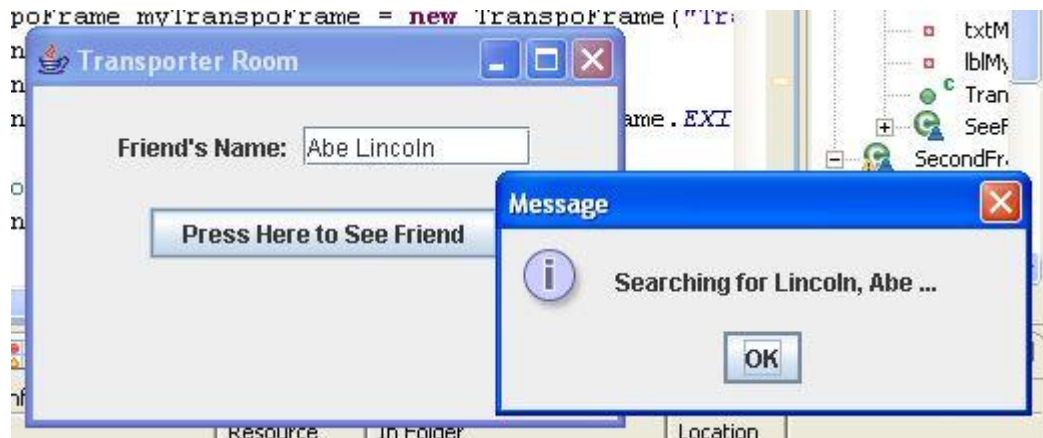 poFrame myTranspoFrame = new TranspoFrame("Tra
Transporter Room
Friend's Name: Abe Lincoln
Press Here to See Friend
ame.EXI
Message
Searching for Lincoln, Abe ...
OK
txtM
lblMy
Tran
SeeF
SecondFr
Resource
In Folder
Location